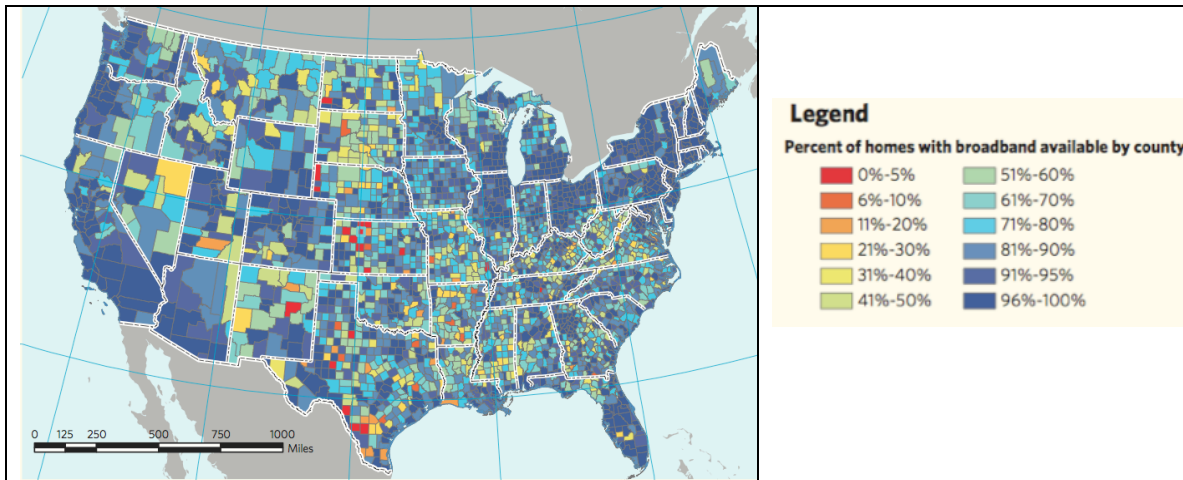 0 125 250 500 750 1000
Miles
Legend
Percent of homes with broadband available by county
0%-5% 51%-60%
6%-10% 61%-70%
11%-20% 71%-80%
21%-30% 81%-90%
31%-40% 91%-95%
41%-50% 96%-100%